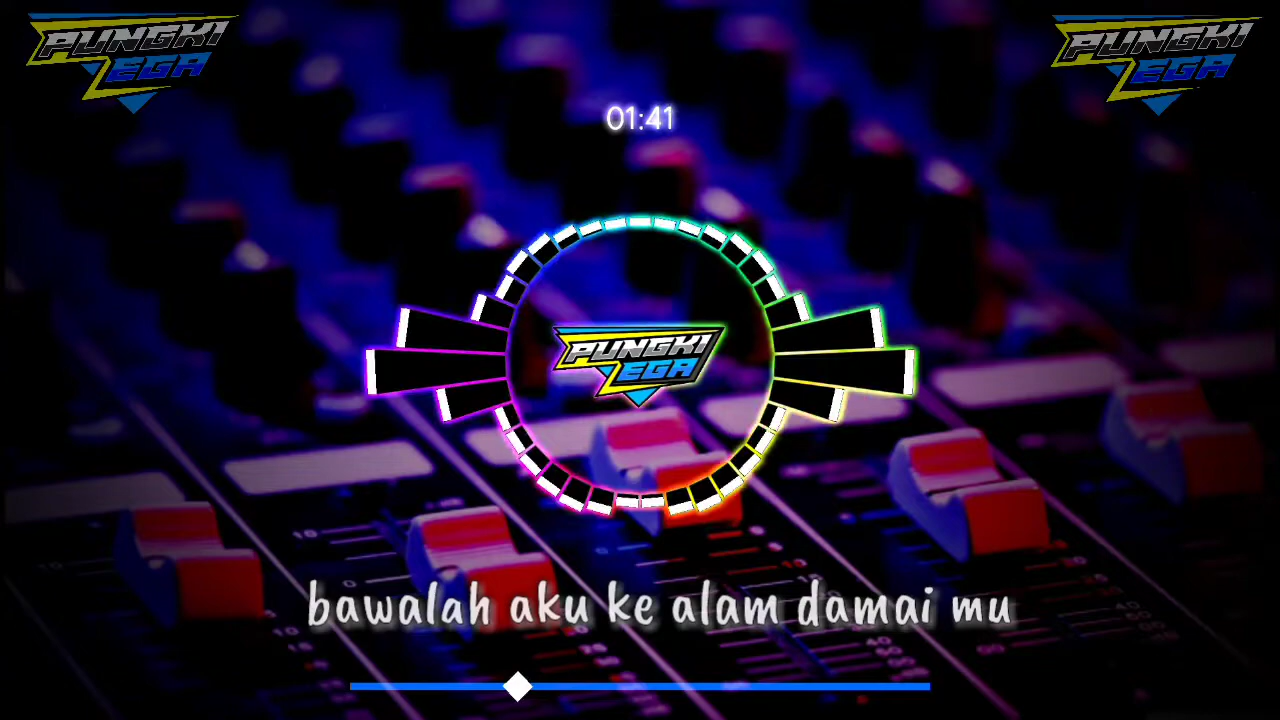 PUNGKI
EGA
PUNGKI
EGA
01:41
PUNGKI
EGA
bawalah aku ke alam damai mu